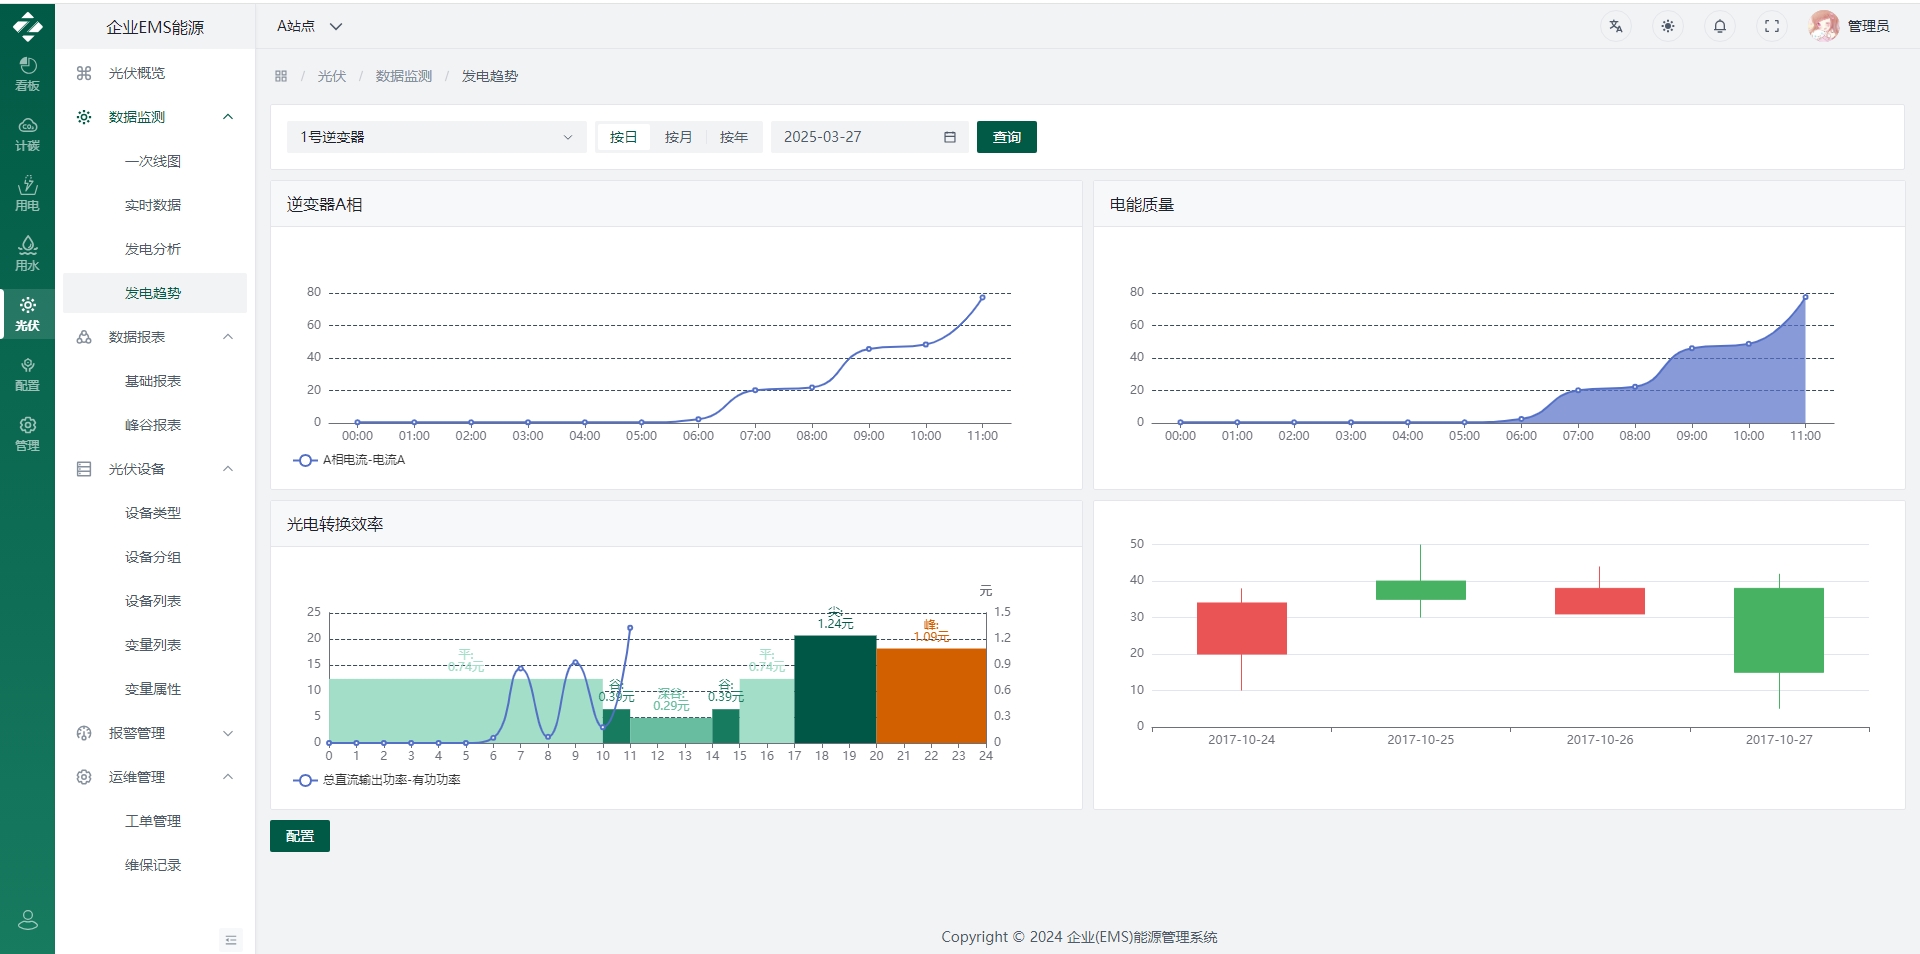 企业EMS能源
A站点
管理员
看板
计碳
用电
用水
光伏
配置
管理
光伏概览
数据监测
一次线图
实时数据
发电分析
发电趋势
数据报表
基础报表
峰谷报表
光伏设备
设备类型
设备分组
设备列表
变量列表
变量属性
报警管理
运维管理
工单管理
维保记录
/ 光伏 / 数据监测 / 发电趋势
1号逆变器 按日 按月 按年 2025-03-27 查询
逆变器A相
80
60
40
20
0
00:00 01:00 02:00 03:00 04:00 05:00 06:00 07:00 08:00 09:00 10:00 11:00
A相电流-电流A
电能质量
80
60
40
20
0
00:00 01:00 02:00 03:00 04:00 05:00 06:00 07:00 08:00 09:00 10:00 11:00
光电转换效率
元
25
20
15
10
5
0
1.5
1.2
0.9
0.6
0.3
0
平:
0.74元
谷:
0.39元
深谷:
0.29元
谷:
0.39元
平:
0.74元
尖:
1.24元
峰:
1.09元
0 1 2 3 4 5 6 7 8 9 10 11 12 13 14 15 16 17 18 19 20 21 22 23 24
总直流输出功率-有功功率
50
40
30
20
10
0
2017-10-24 2017-10-25 2017-10-26 2017-10-27
配置
Copyright © 2024 企业(EMS)能源管理系统